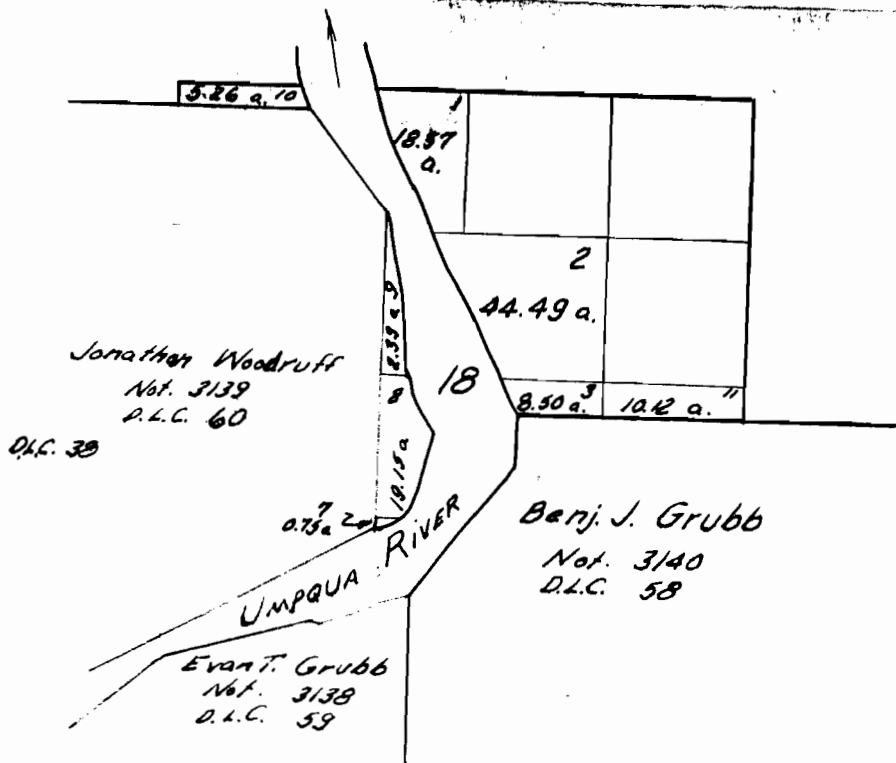 5.26 a. 10
1
18.57
a.
2
44.49 a.
2.39 a 9
18
8
19.15 a
8.50 a. 3
10.12 a. 11
Jonathan Woodruff
Not. 3139
D.L.C. 60
D.L.C. 38
7
0.75 a
UMPQUA RIVER
Benj. J. Grubb
Not. 3140
D.L.C. 58
Evan T. Grubb
Not. 3138
D.L.C. 59